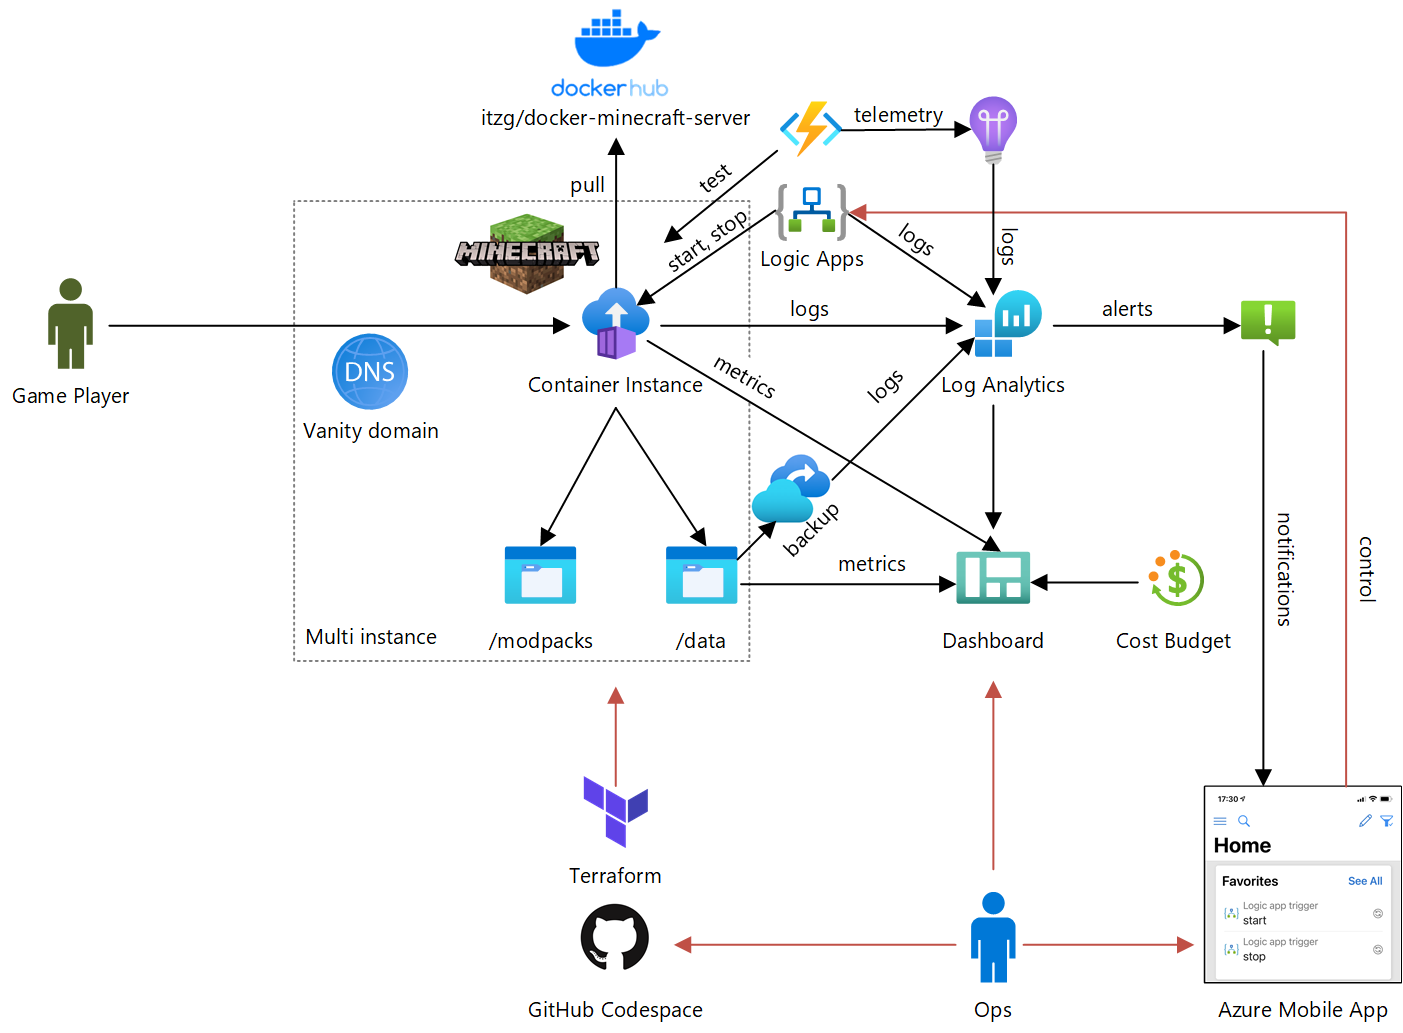 docker hub
itzg/docker-minecraft-server
telemetry
pull
test
start, stop
MINECRAFT
Logic Apps
logs
logs
logs
alerts
DNS
Game Player
Container Instance
metrics
logs
Log Analytics
Vanity domain
backup
metrics
notifications
control
Multi instance
/modpacks
/data
Dashboard
Cost Budget
17:30
Home
Terraform
Favorites
See All
Logic app trigger
start
Logic app trigger
stop
GitHub Codespace
Ops
Azure Mobile App